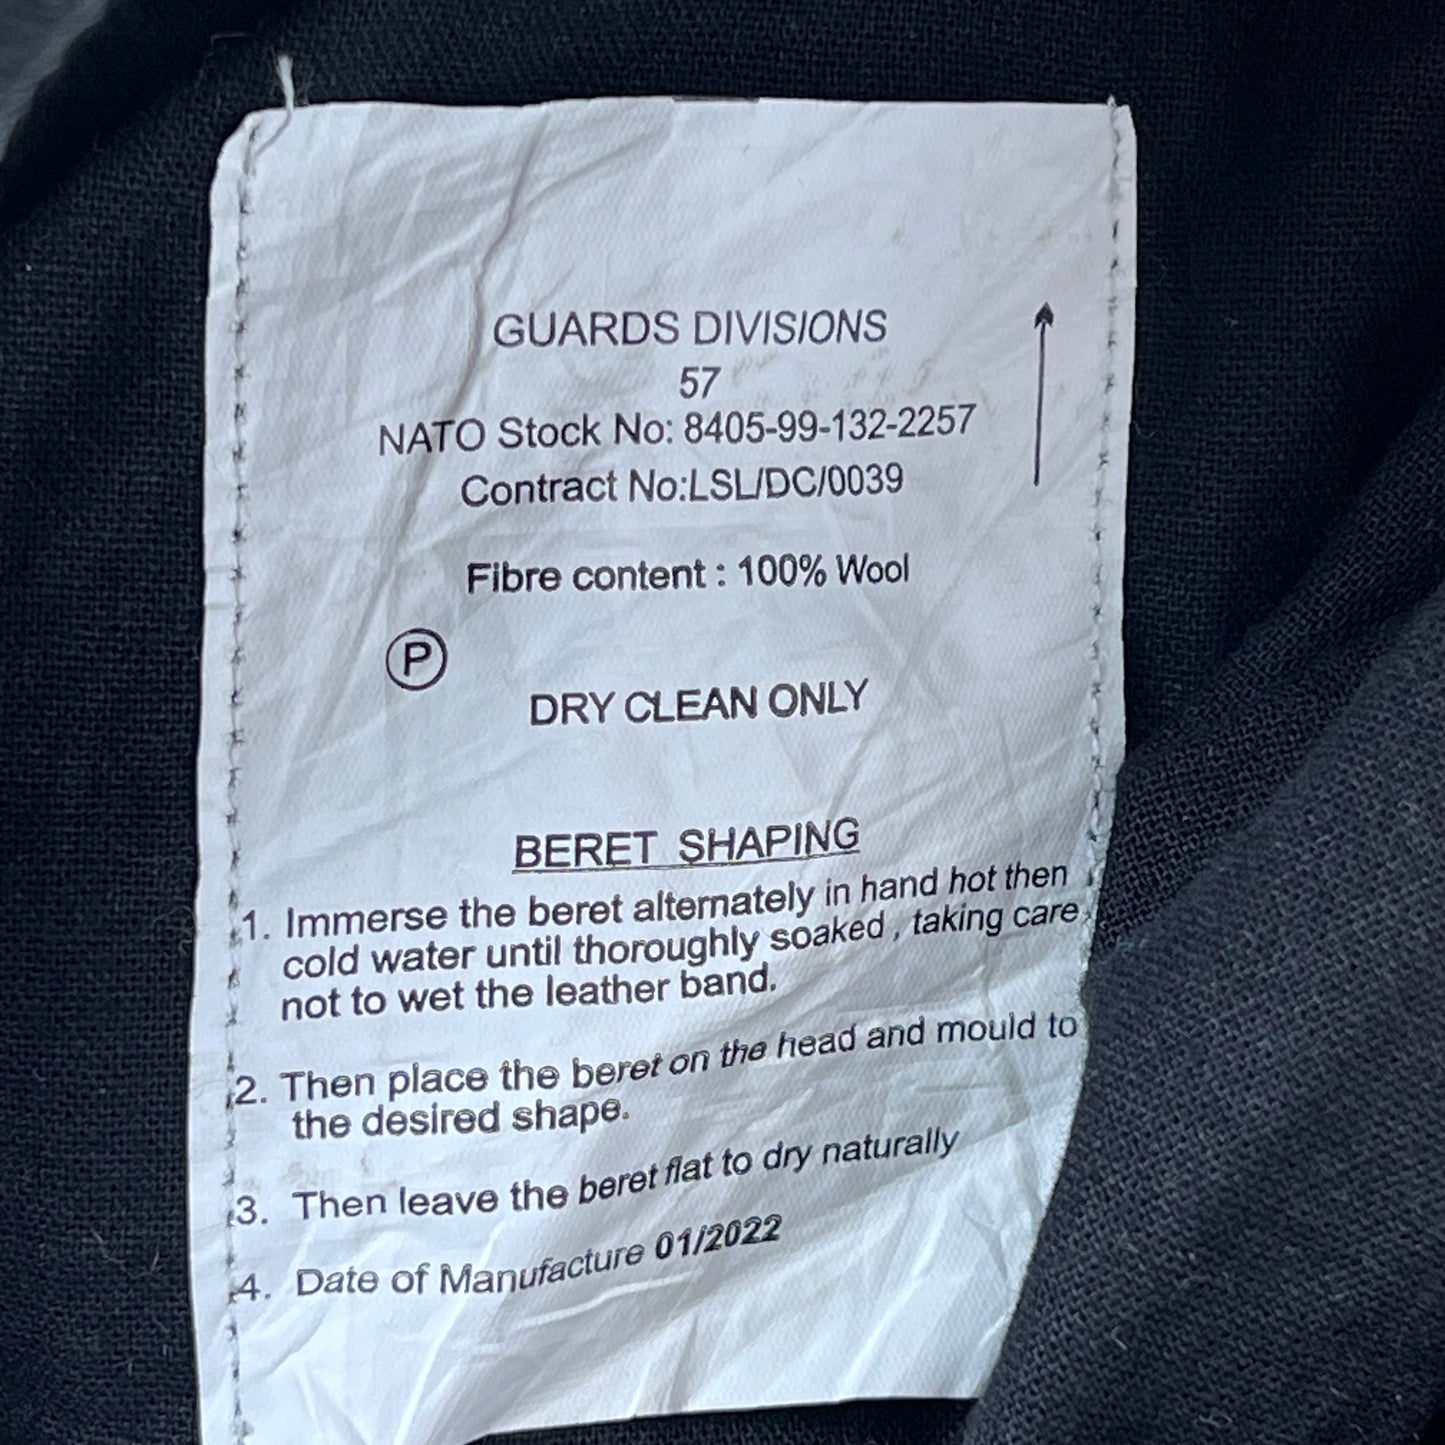 GUARDS DIVISIONS
57
NATO Stock No: 8405-99-132-2257
Contract No:LSL/DC/0039
Fibre content : 100% Wool
P
DRY CLEAN ONLY
BERET SHAPING
1. Immerse the beret alternately in hand hot then
cold water until thoroughly soaked , taking care
not to wet the leather band.
2. Then place the beret on the head and mould to
the desired shape.
3. Then leave the beret flat to dry naturally
4. Date of Manufacture 01/2022